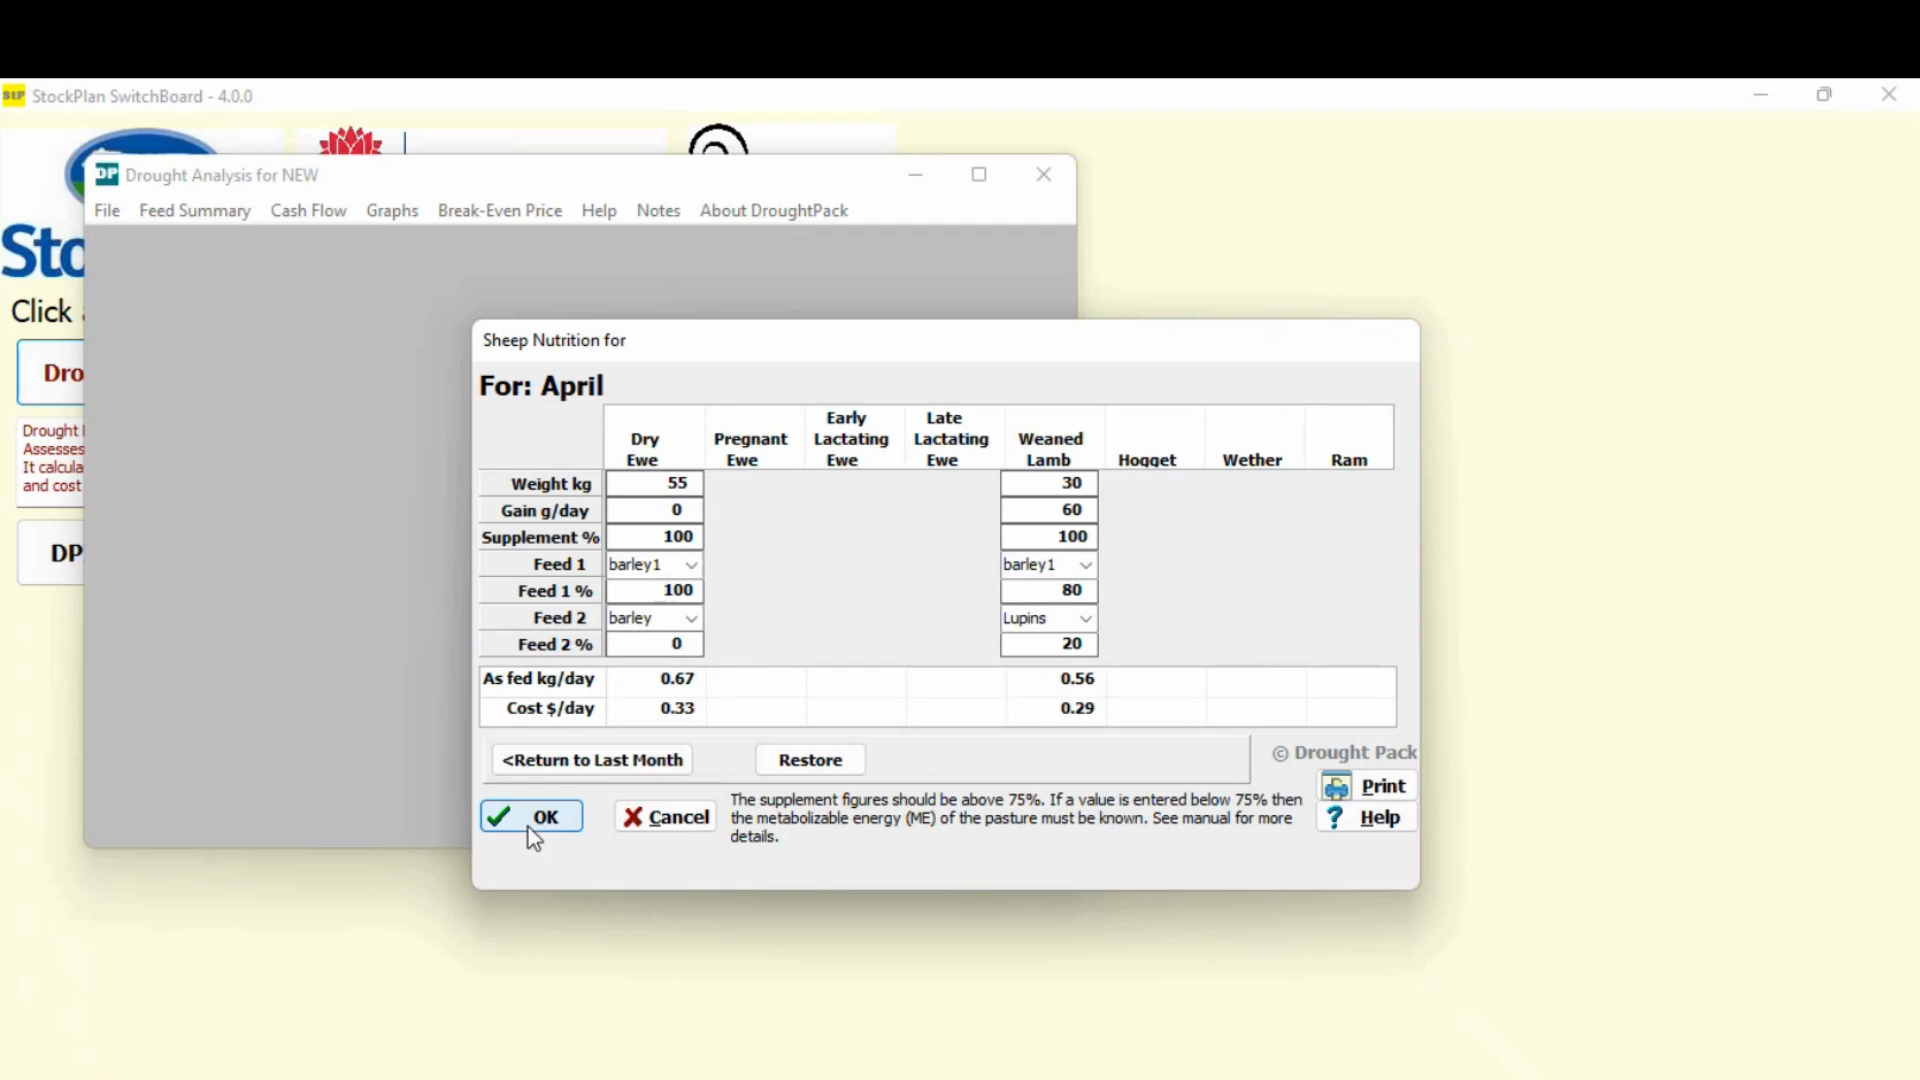 StP StockPlan SwitchBoard - 4.0.0
DP Drought Analysis for NEW
File Feed Summary Cash Flow Graphs Break-Even Price Help Notes About DroughtPack
Sto
Click
Dro
Drought
Assesses
It calcula
and cost
DP
Sheep Nutrition for
For: April
Dry Ewe Pregnant Ewe Early Lactating Ewe Late Lactating Ewe Weaned Lamb Hogget Wether Ram
Weight kg 55 30
Gain g/day 0 60
Supplement % 100 100
Feed 1 barley1 barley1
Feed 1 % 100 80
Feed 2 barley Lupins
Feed 2 % 0 20
As fed kg/day 0.67 0.56
Cost $/day 0.33 0.29
<Return to Last Month Restore
© Drought Pack
Print
OK Cancel
The supplement figures should be above 75%. If a value is entered below 75% then
the metabolizable energy (ME) of the pasture must be known. See manual for more
details.
? Help